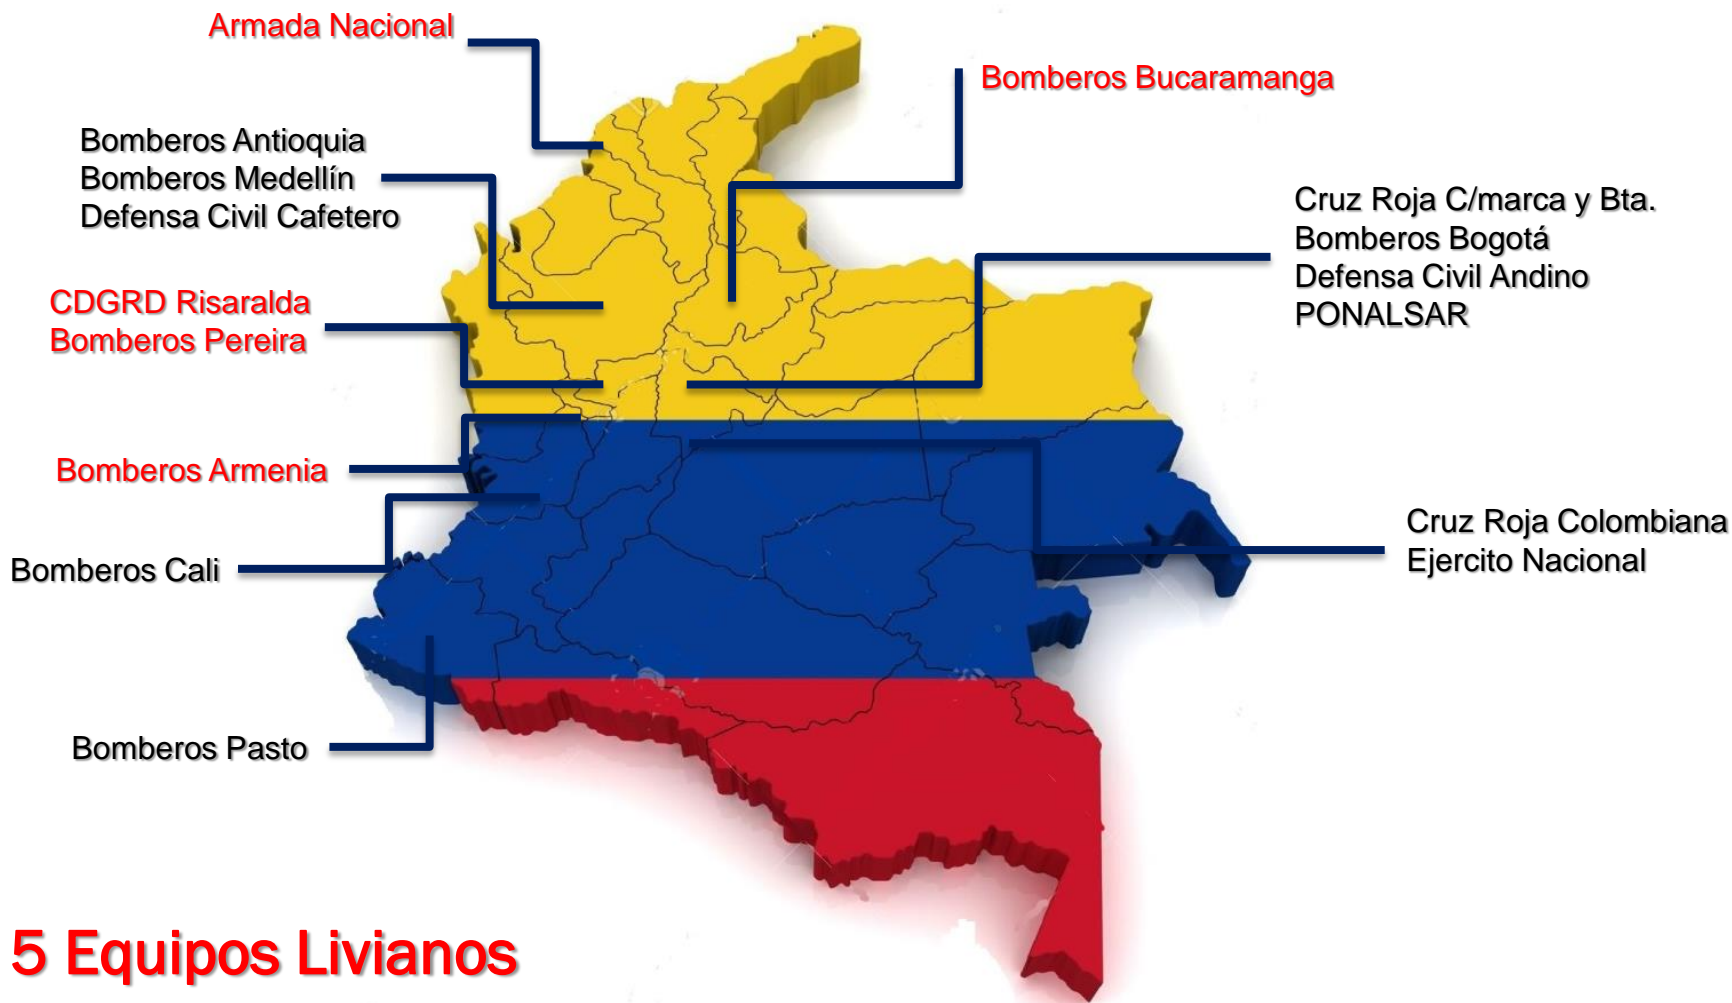 Armada Nacional
Bomberos Bucaramanga
Bomberos Antioquia
Bomberos Medellín
Defensa Civil Cafetero
Cruz Roja C/marca y Bta.
Bomberos Bogotá
Defensa Civil Andino
PONALSAR
CDGRD Risaralda
Bomberos Pereira
Bomberos Armenia
Cruz Roja Colombiana
Ejercito Nacional
Bomberos Cali
Bomberos Pasto
5 Equipos Livianos